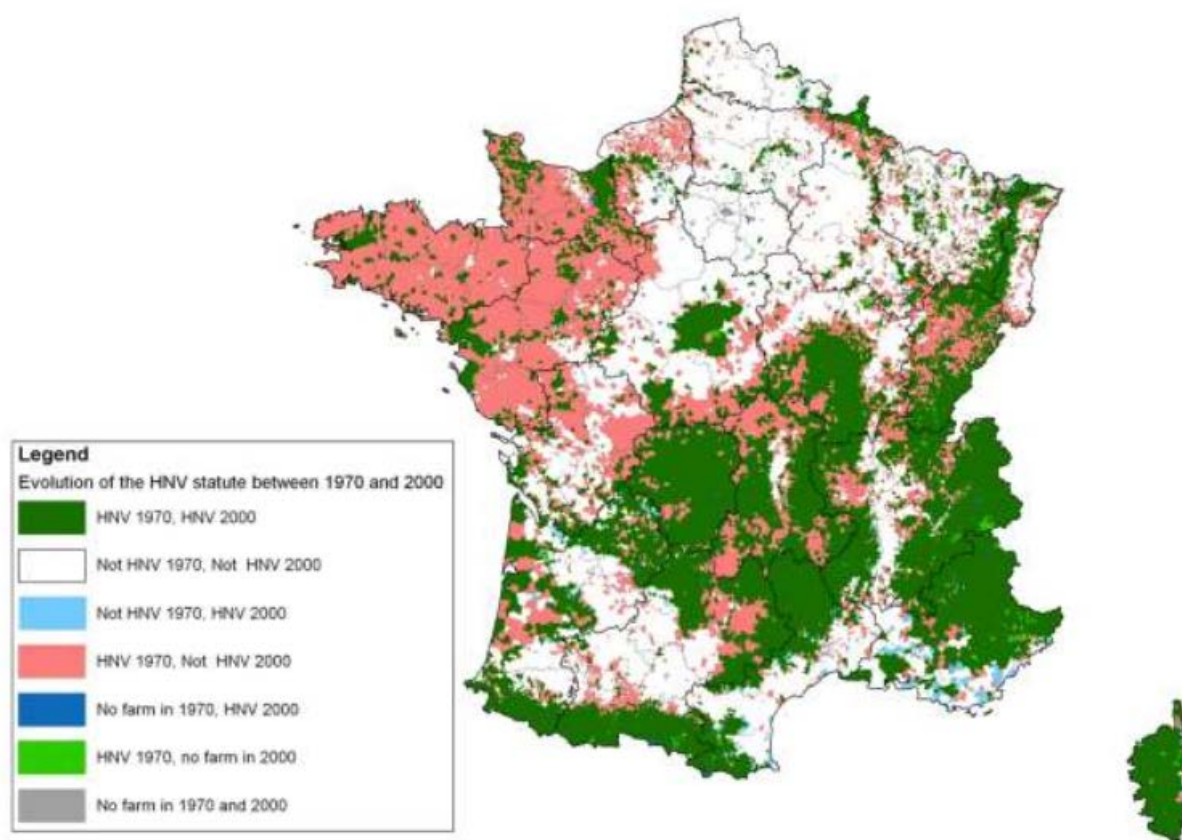 Legend
Evolution of the HNV statute between 1970 and 2000
HNV 1970, HNV 2000
Not HNV 1970, Not HNV 2000
Not HNV 1970, HNV 2000
HNV 1970, Not HNV 2000
No farm in 1970, HNV 2000
HNV 1970, no farm in 2000
No farm in 1970 and 2000